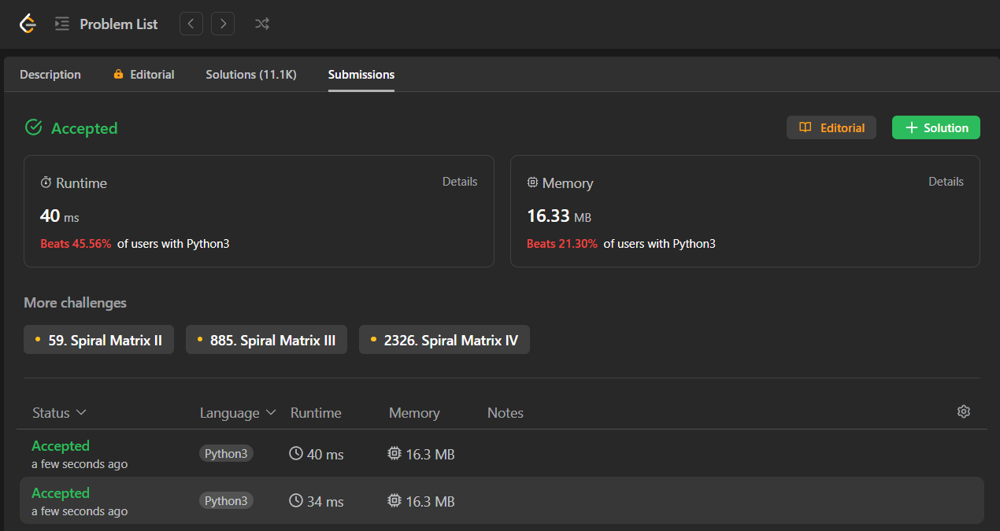 Problem List
Description Editorial Solutions (11.1K) Submissions
Accepted Editorial Solution
Runtime Details
40 ms
Beats 45.56% of users with Python3
Memory Details
16.33 MB
Beats 21.30% of users with Python3
More challenges
59. Spiral Matrix II 885. Spiral Matrix III 2326. Spiral Matrix IV
Status Language Runtime Memory Notes
Accepted
a few seconds ago
Python3 40 ms 16.3 MB
Accepted
a few seconds ago
Python3 34 ms 16.3 MB